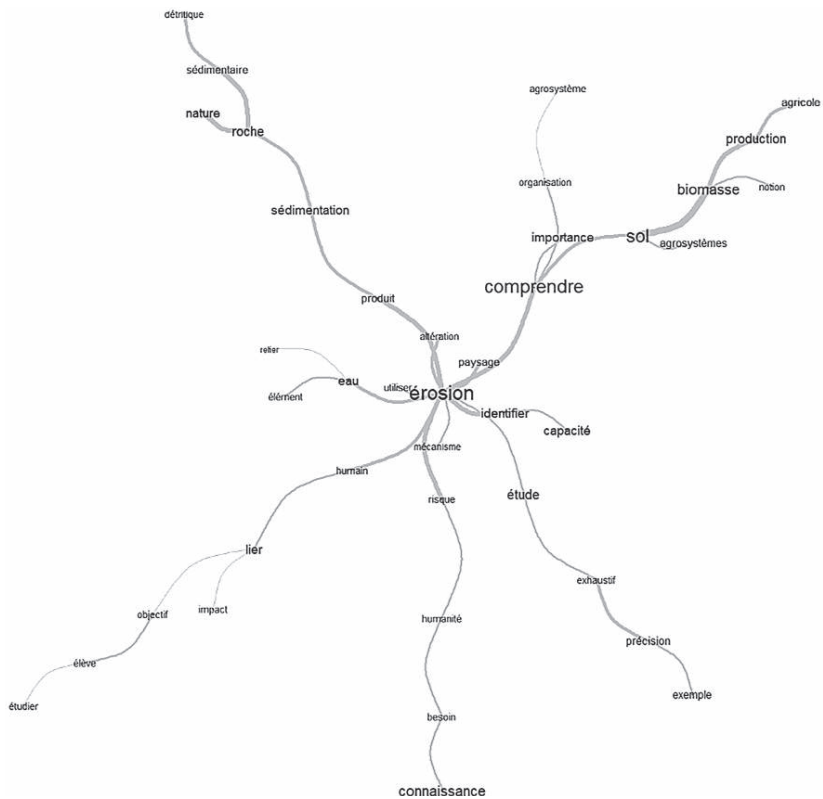 détritique
sédimentaire
agrosystème
agricole
nature
roche
production
organisation
biomasse
notion
sédimentation
importance
sol
agrosystèmes
comprendre
produit
altération
relier
paysage
eau
utiliser
érosion
élément
identifier
capacité
mécanisme
humain
risque
étude
lier
exhaustif
objectif
impact
humanité
précision
élève
exemple
étudier
besoin
connaissance